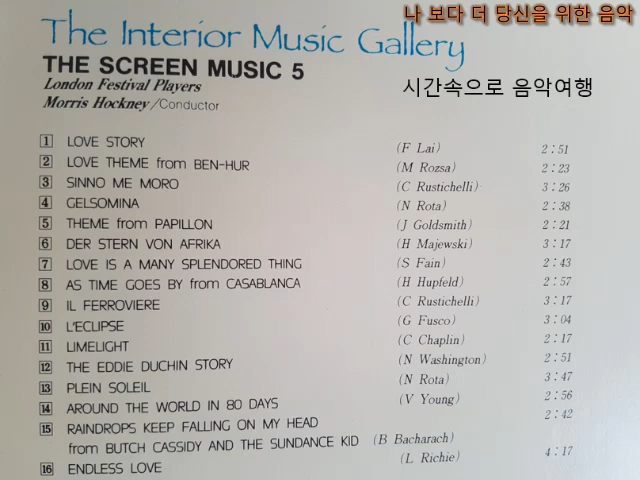 나 보다 더 당신을 위한 음악
The Interior Music Gallery
THE SCREEN MUSIC 5
London Festival Players
Morris Hockney/Conductor
시간속으로 음악여행
1 LOVE STORY (F Lai) 2:51
2 LOVE THEME from BEN-HUR (M Rozsa) 2:23
3 SINNO ME MORO (C Rustichelli) 3:26
4 GELSOMINA (N Rota) 2:38
5 THEME from PAPILLON (J Goldsmith) 2:21
6 DER STERN VON AFRIKA (H Majewski) 3:17
7 LOVE IS A MANY SPLENDORED THING (S Fain) 2:43
8 AS TIME GOES BY from CASABLANCA (H Hupfeld) 2:57
9 IL FERROVIERE (C Rustichelli) 3:17
10 L'ECLIPSE (G Fusco) 3:04
11 LIMELIGHT (C Chaplin) 2:17
12 THE EDDIE DUCHIN STORY (N Washington) 2:51
13 PLEIN SOLEIL (N Rota) 3:47
14 AROUND THE WORLD IN 80 DAYS (V Young) 2:56
15 RAINDROPS KEEP FALLING ON MY HEAD 2:42
from BUTCH CASSIDY AND THE SUNDANCE KID (B Bacharach)
16 ENDLESS LOVE (L Richie) 4:17